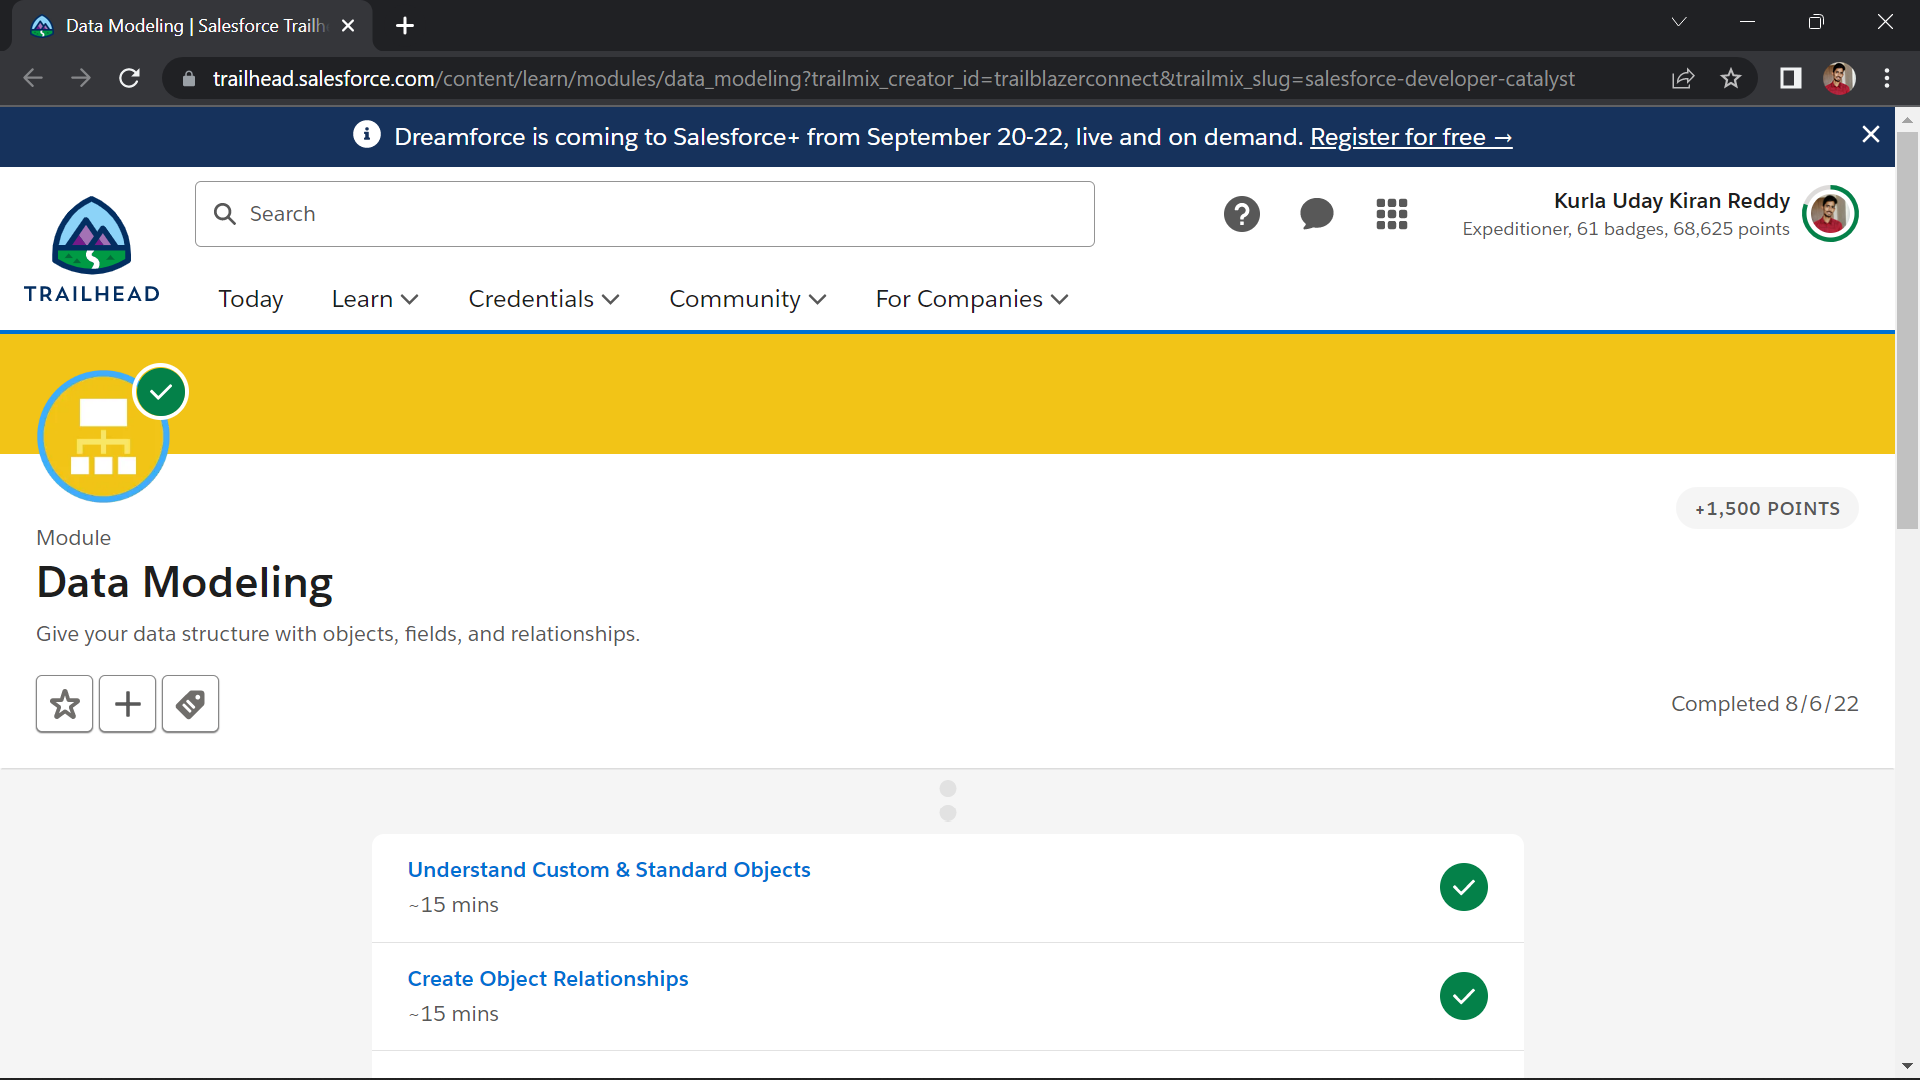 Data Modeling | Salesforce Trailh
trailhead.salesforce.com/content/learn/modules/data_modeling?trailmix_creator_id=trailblazerconnect&trailmix_slug=salesforce-developer-catalyst
Dreamforce is coming to Salesforce+ from September 20-22, live and on demand. Register for free →
TRAILHEAD
Search
Kurla Uday Kiran Reddy
Expeditioner, 61 badges, 68,625 points
Today Learn Credentials Community For Companies
+1,500 POINTS
Module
Data Modeling
Give your data structure with objects, fields, and relationships.
Completed 8/6/22
Understand Custom & Standard Objects
~15 mins
Create Object Relationships
~15 mins